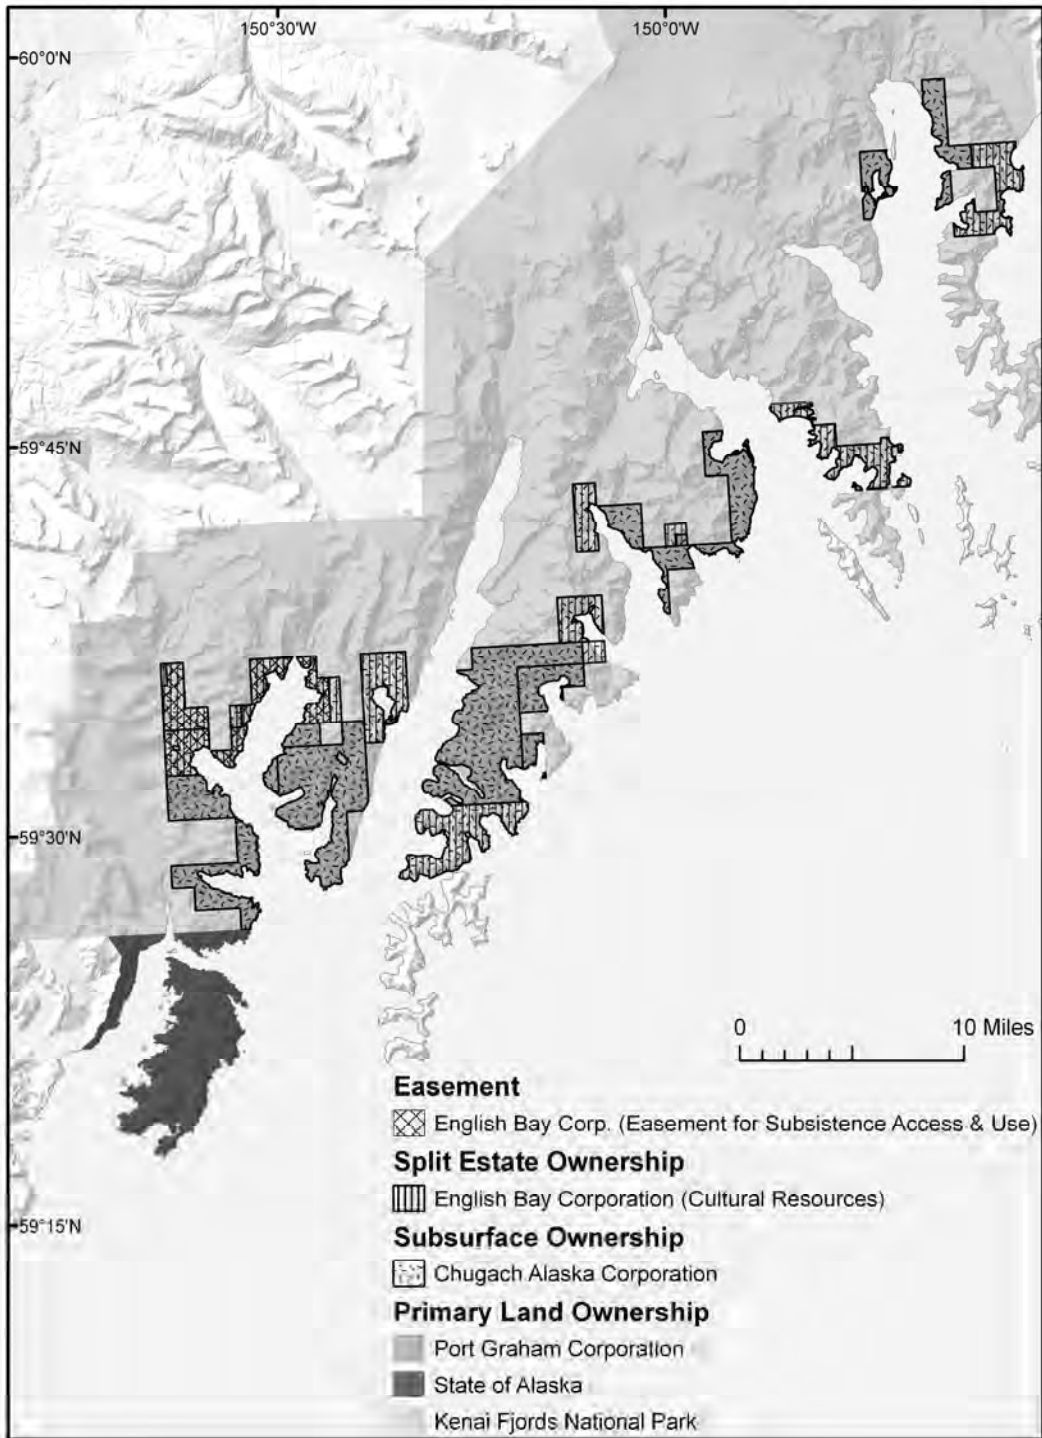 150°30'W
150°0'W
60°0'N
59°45'N
59°30'N
59°15'N
0
10 Miles
Easement
English Bay Corp. (Easement for Subsistence Access & Use)
Split Estate Ownership
English Bay Corporation (Cultural Resources)
Subsurface Ownership
Chugach Alaska Corporation
Primary Land Ownership
Port Graham Corporation
State of Alaska
Kenai Fjords National Park